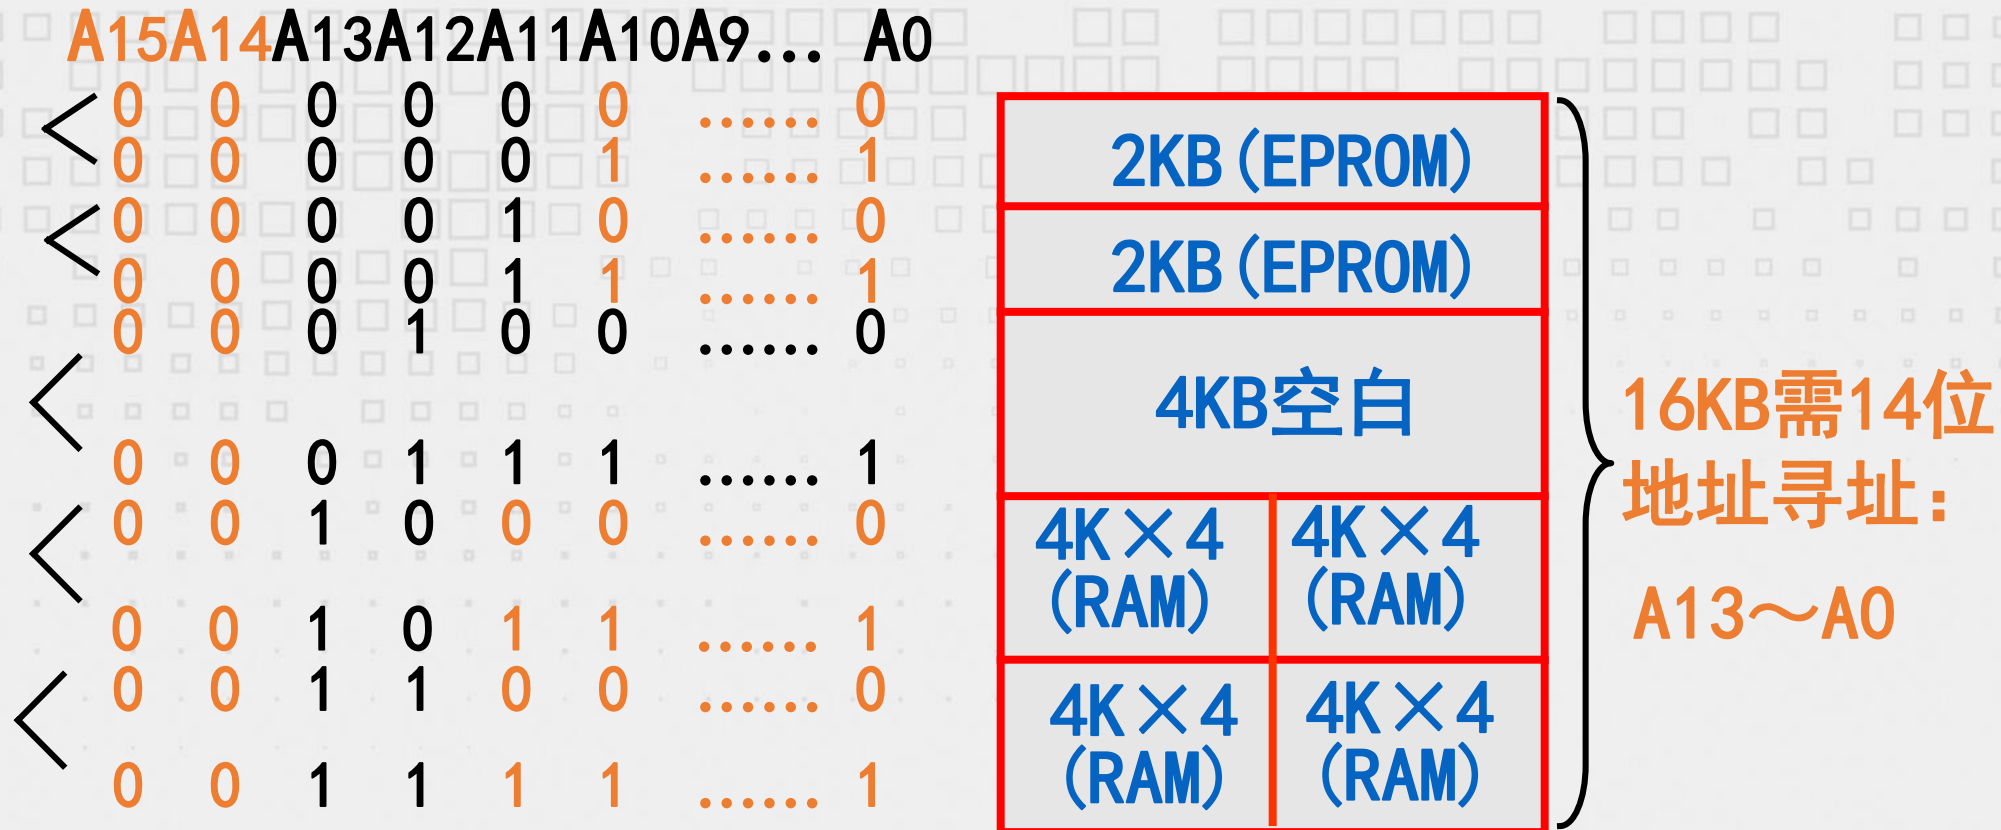 A15A14A13A12A11A10A9... A0
0 0 0 0 0 0 ...... 0
0 0 0 0 0 1 ...... 1
0 0 0 0 1 0 ...... 0
0 0 0 0 1 1 ...... 1
0 0 0 1 0 0 ...... 0
0 0 0 1 1 1 ...... 1
0 0 1 0 0 0 ...... 0
0 0 1 0 1 1 ...... 1
0 0 1 1 0 0 ...... 0
0 0 1 1 1 1 ...... 1
2KB(EPROM)
2KB(EPROM)
4KB空白
4K×4 4K×4
(RAM) (RAM)
4K×4 4K×4
(RAM) (RAM)
16KB需14位
地址寻址：
A13～A0